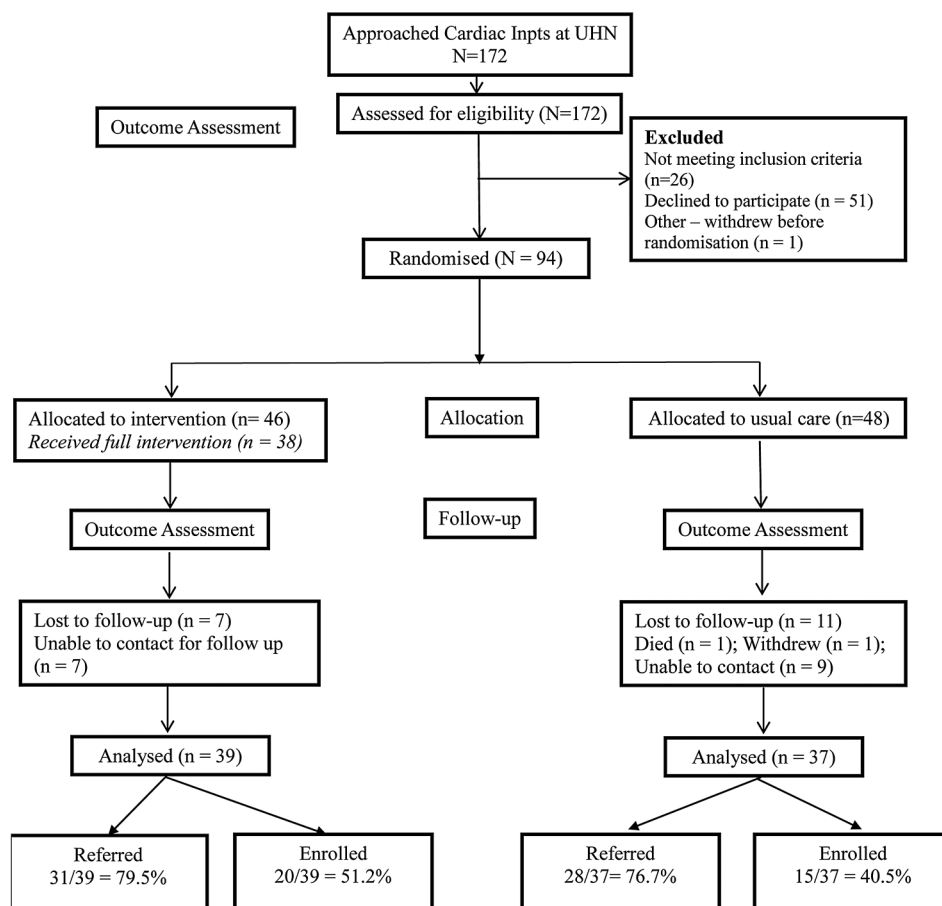 Approached Cardiac Inpts at UHN
N=172
Assessed for eligibility (N=172)
Outcome Assessment
Excluded
Not meeting inclusion criteria
(n=26)
Declined to participate (n = 51)
Other – withdrew before
randomisation (n = 1)
Randomised (N = 94)
Allocated to intervention (n= 46)
Received full intervention (n = 38)
Allocation
Allocated to usual care (n=48)
Outcome Assessment
Follow-up
Outcome Assessment
Lost to follow-up (n = 7)
Unable to contact for follow up
(n = 7)
Lost to follow-up (n = 11)
Died (n = 1); Withdrew (n = 1);
Unable to contact (n = 9)
Analysed (n = 39)
Analysed (n = 37)
Referred
31/39 = 79.5%
Enrolled
20/39 = 51.2%
Referred
28/37= 76.7%
Enrolled
15/37 = 40.5%